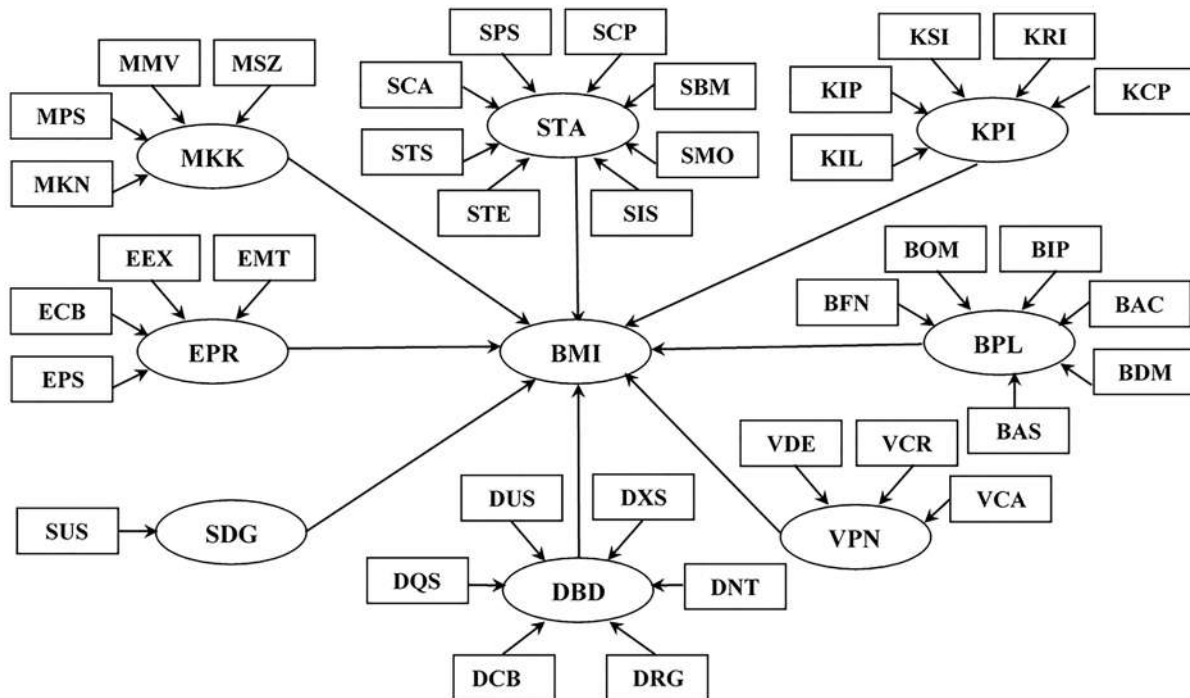 SPS
SCP
KSI
KRI
MMV
MSZ
SCA
SBM
KIP
KCP
MPS
STA
KPI
MKK
STS
SMO
KIL
MKN
STE
SIS
EEX
EMT
BOM
BIP
ECB
BFN
BAC
EPR
BMI
BPL
EPS
BDM
BAS
VDE
VCR
DUS
DXS
VCA
SUS
SDG
VPN
DQS
DBD
DNT
DCB
DRG